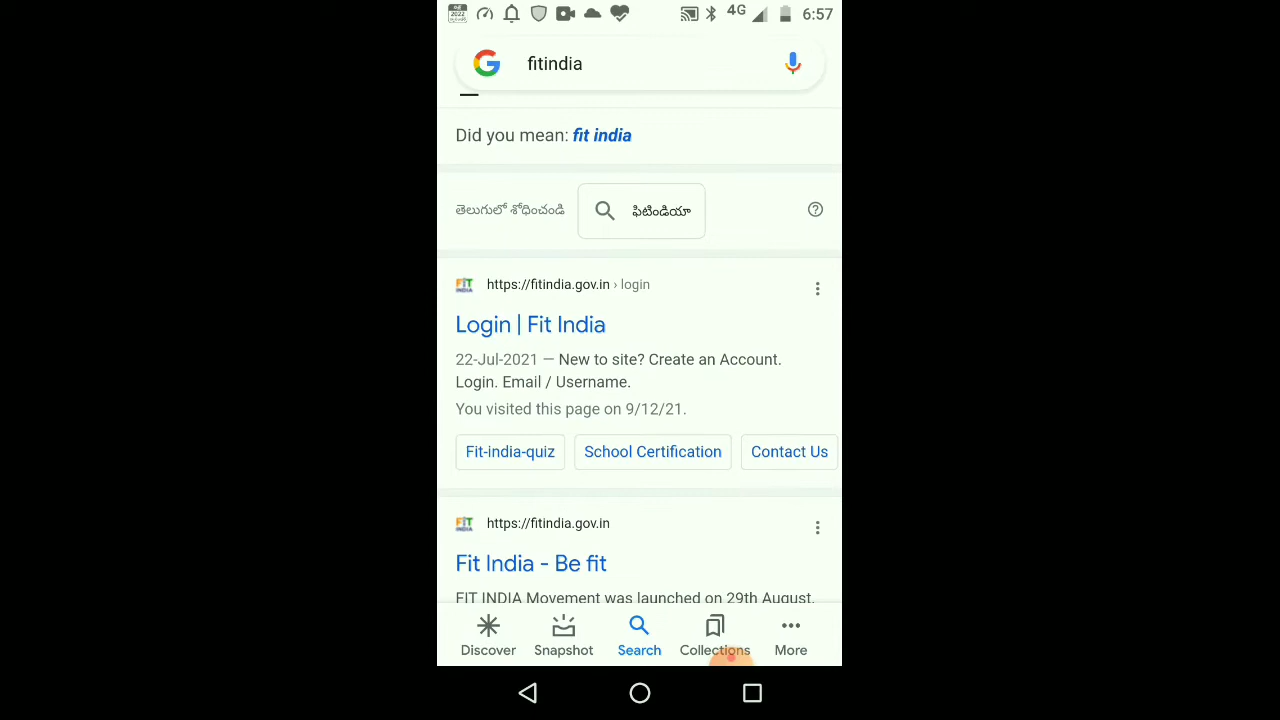 4G 6:57
fitindia
Did you mean: fit india
తెలుగులో శోధించండి ఫిటిండియా
https://fitindia.gov.in › login
Login | Fit India
22-Jul-2021 — New to site? Create an Account.
Login. Email / Username.
You visited this page on 9/12/21.
Fit-india-quiz School Certification Contact Us
https://fitindia.gov.in
Fit India - Be fit
FIT INDIA Movement was launched on 29th August,
Discover Snapshot Search Collections More